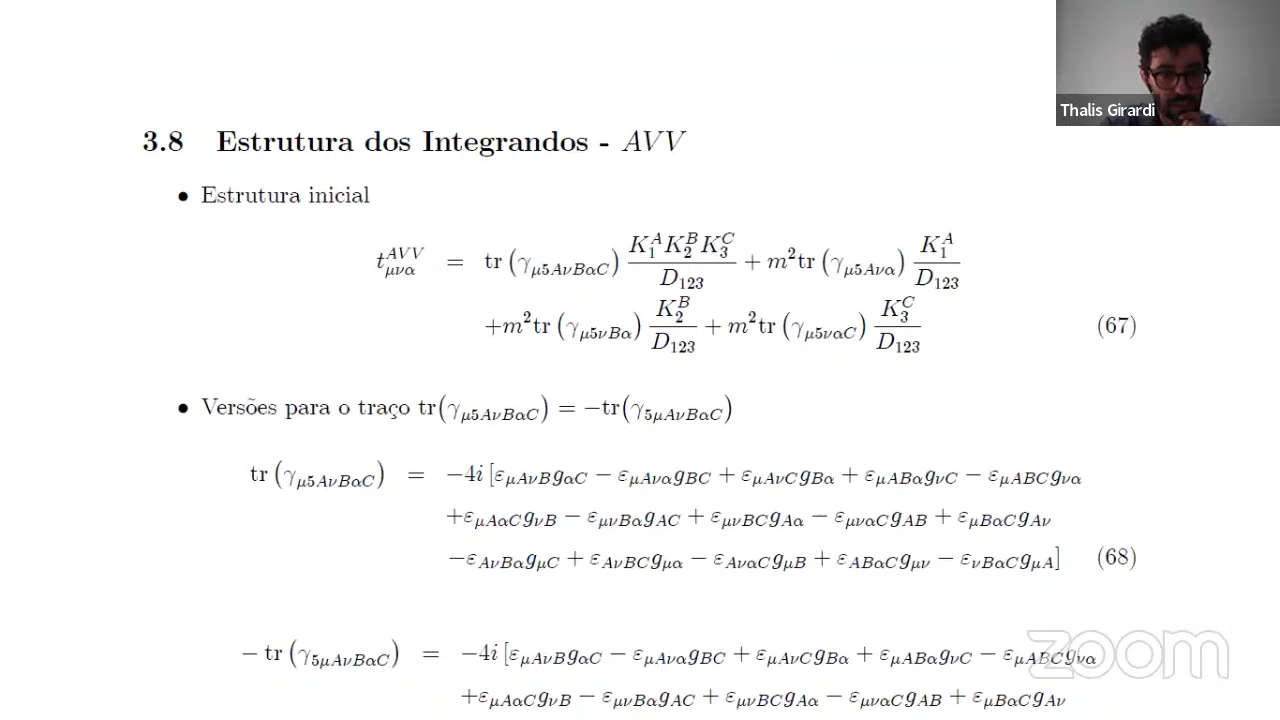 Thalis Girardi
3.8 Estrutura dos Integrandos - AVV
• Estrutura inicial
t^{AVV}_{μνα} = tr(γ_{μ5AνBαC}) K_1^A K_2^B K_3^C / D_{123} + m^2 tr(γ_{μ5Aνα}) K_1^A / D_{123}
+m^2 tr(γ_{μ5νBα}) K_2^B / D_{123} + m^2 tr(γ_{μ5ναC}) K_3^C / D_{123} (67)
• Versões para o traço tr(γ_{μ5AνBαC}) = −tr(γ_{5μAνBαC})
tr(γ_{μ5AνBαC}) = −4i [ε_{μAνB}g_{αC} − ε_{μAνα}g_{BC} + ε_{μAνC}g_{Bα} + ε_{μABα}g_{νC} − ε_{μABC}g_{να}
+ε_{μAαC}g_{νB} − ε_{μνBα}g_{AC} + ε_{μνBC}g_{Aα} − ε_{μναC}g_{AB} + ε_{μBαC}g_{Aν}
−ε_{AνBα}g_{μC} + ε_{AνBC}g_{μα} − ε_{AναC}g_{μB} + ε_{ABαC}g_{μν} − ε_{νBαC}g_{μA}] (68)
− tr(γ_{5μAνBαC}) = −4i [ε_{μAνB}g_{αC} − ε_{μAνα}g_{BC} + ε_{μAνC}g_{Bα} + ε_{μABα}g_{νC} − ε_{μABC}g_{να}
+ε_{μAαC}g_{νB} − ε_{μνBα}g_{AC} + ε_{μνBC}g_{Aα} − ε_{μναC}g_{AB} + ε_{μBαC}g_{Aν}
zoom